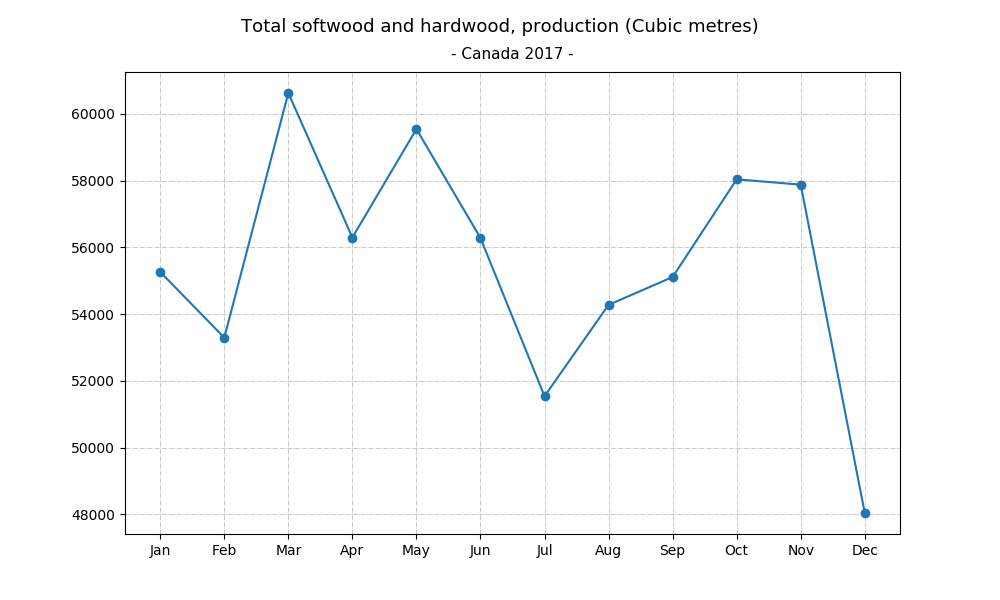 Total softwood and hardwood, production (Cubic metres)
- Canada 2017 -
60000
58000
56000
54000
52000
50000
48000
Jan Feb Mar Apr May Jun Jul Aug Sep Oct Nov Dec